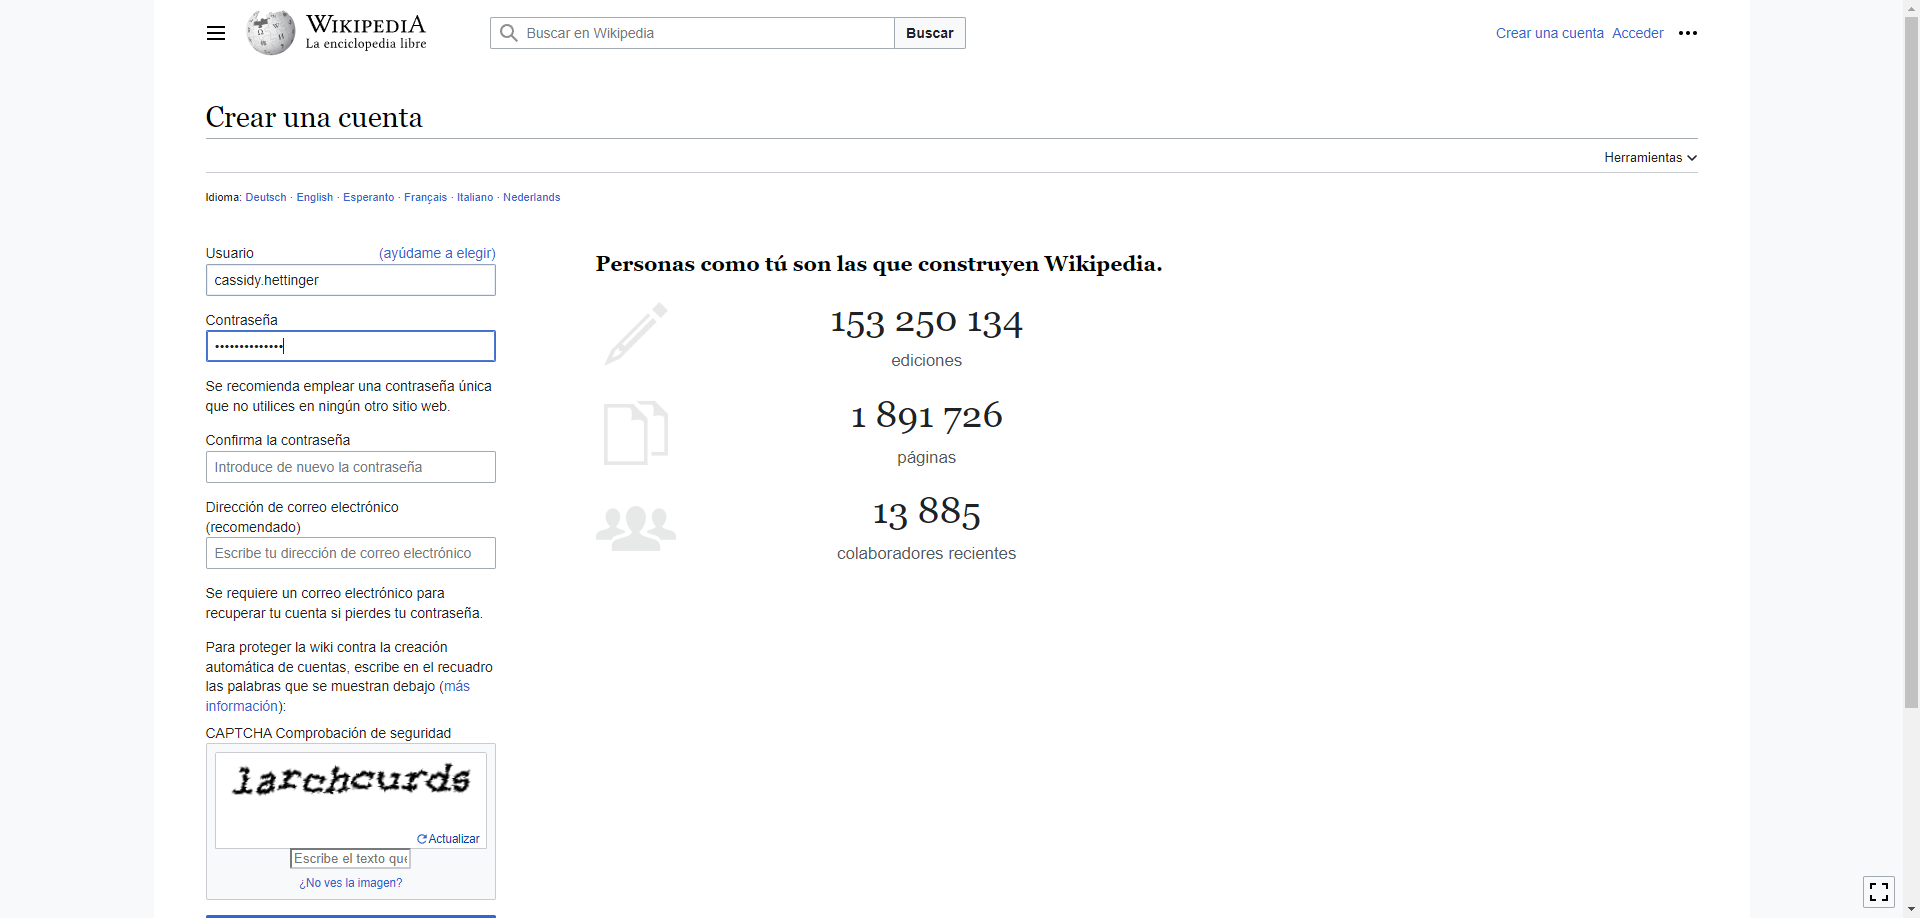 WIKIPEDIA
La enciclopedia libre
Buscar en Wikipedia
Buscar
Crear una cuenta Acceder
Crear una cuenta
Herramientas
Idioma: Deutsch · English · Esperanto · Français · Italiano · Nederlands
Usuario (ayúdame a elegir)
cassidy.hettinger
Contraseña
••••••••••••••
Se recomienda emplear una contraseña única
que no utilices en ningún otro sitio web.
Confirma la contraseña
Introduce de nuevo la contraseña
Dirección de correo electrónico
(recomendado)
Escribe tu dirección de correo electrónico
Se requiere un correo electrónico para
recuperar tu cuenta si pierdes tu contraseña.
Para proteger la wiki contra la creación
automática de cuentas, escribe en el recuadro
las palabras que se muestran debajo (más
información):
CAPTCHA Comprobación de seguridad
larchcurds
Actualizar
Escribe el texto que
¿No ves la imagen?
Personas como tú son las que construyen Wikipedia.
153 250 134
ediciones
1 891 726
páginas
13 885
colaboradores recientes